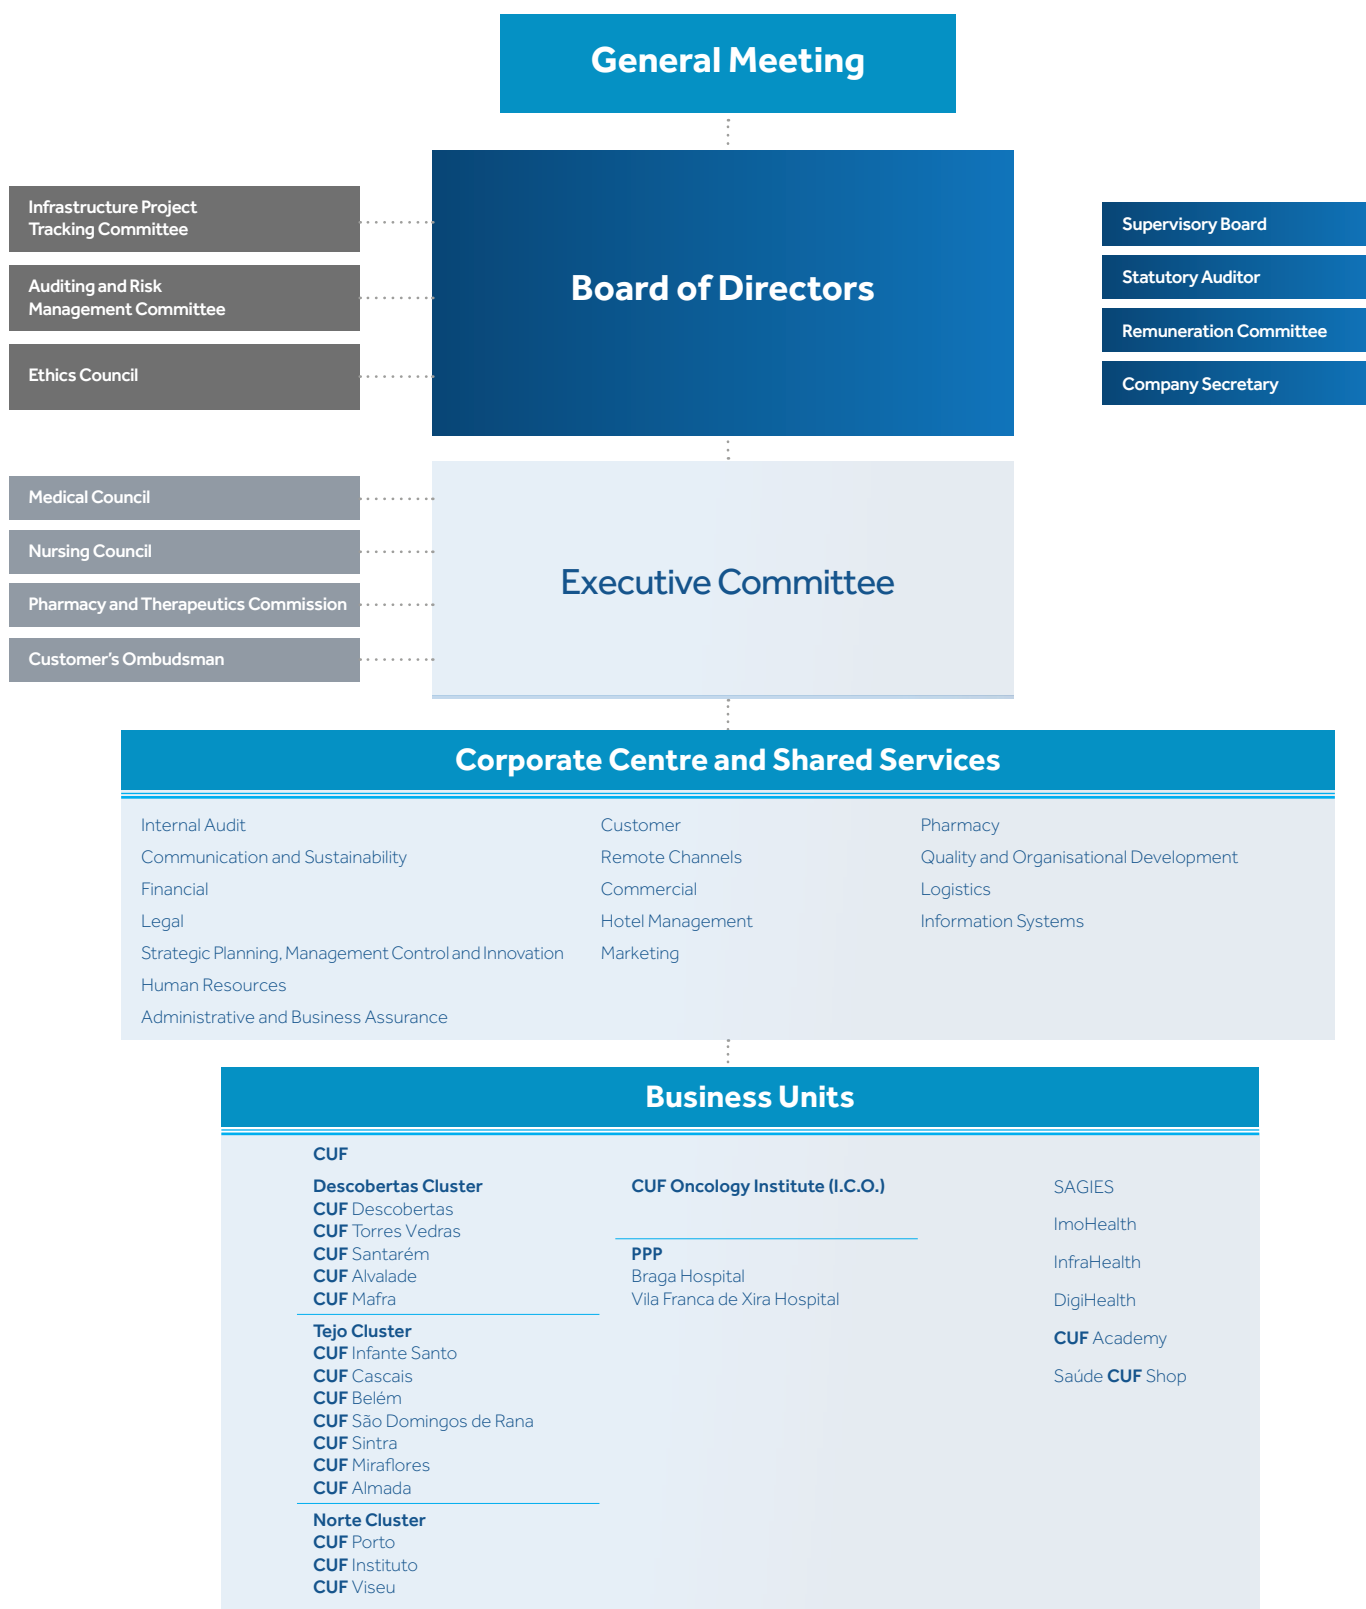 General Meeting
Infrastructure Project
Tracking Committee
Auditing and Risk
Management Committee
Ethics Council
Board of Directors
Supervisory Board
Statutory Auditor
Remuneration Committee
Company Secretary
Medical Council
Nursing Council
Pharmacy and Therapeutics Commission
Customer's Ombudsman
Executive Committee
Corporate Centre and Shared Services
Internal Audit
Communication and Sustainability
Financial
Legal
Strategic Planning, Management Control and Innovation
Human Resources
Administrative and Business Assurance
Customer
Remote Channels
Commercial
Hotel Management
Marketing
Pharmacy
Quality and Organisational Development
Logistics
Information Systems
Business Units
CUF
Descobertas Cluster
CUF Descobertas
CUF Torres Vedras
CUF Santarém
CUF Alvalade
CUF Mafra
Tejo Cluster
CUF Infante Santo
CUF Cascais
CUF Belém
CUF São Domingos de Rana
CUF Sintra
CUF Miraflores
CUF Almada
Norte Cluster
CUF Porto
CUF Instituto
CUF Viseu
CUF Oncology Institute (I.C.O.)
PPP
Braga Hospital
Vila Franca de Xira Hospital
SAGIES
ImoHealth
InfraHealth
DigiHealth
CUF Academy
Saúde CUF Shop